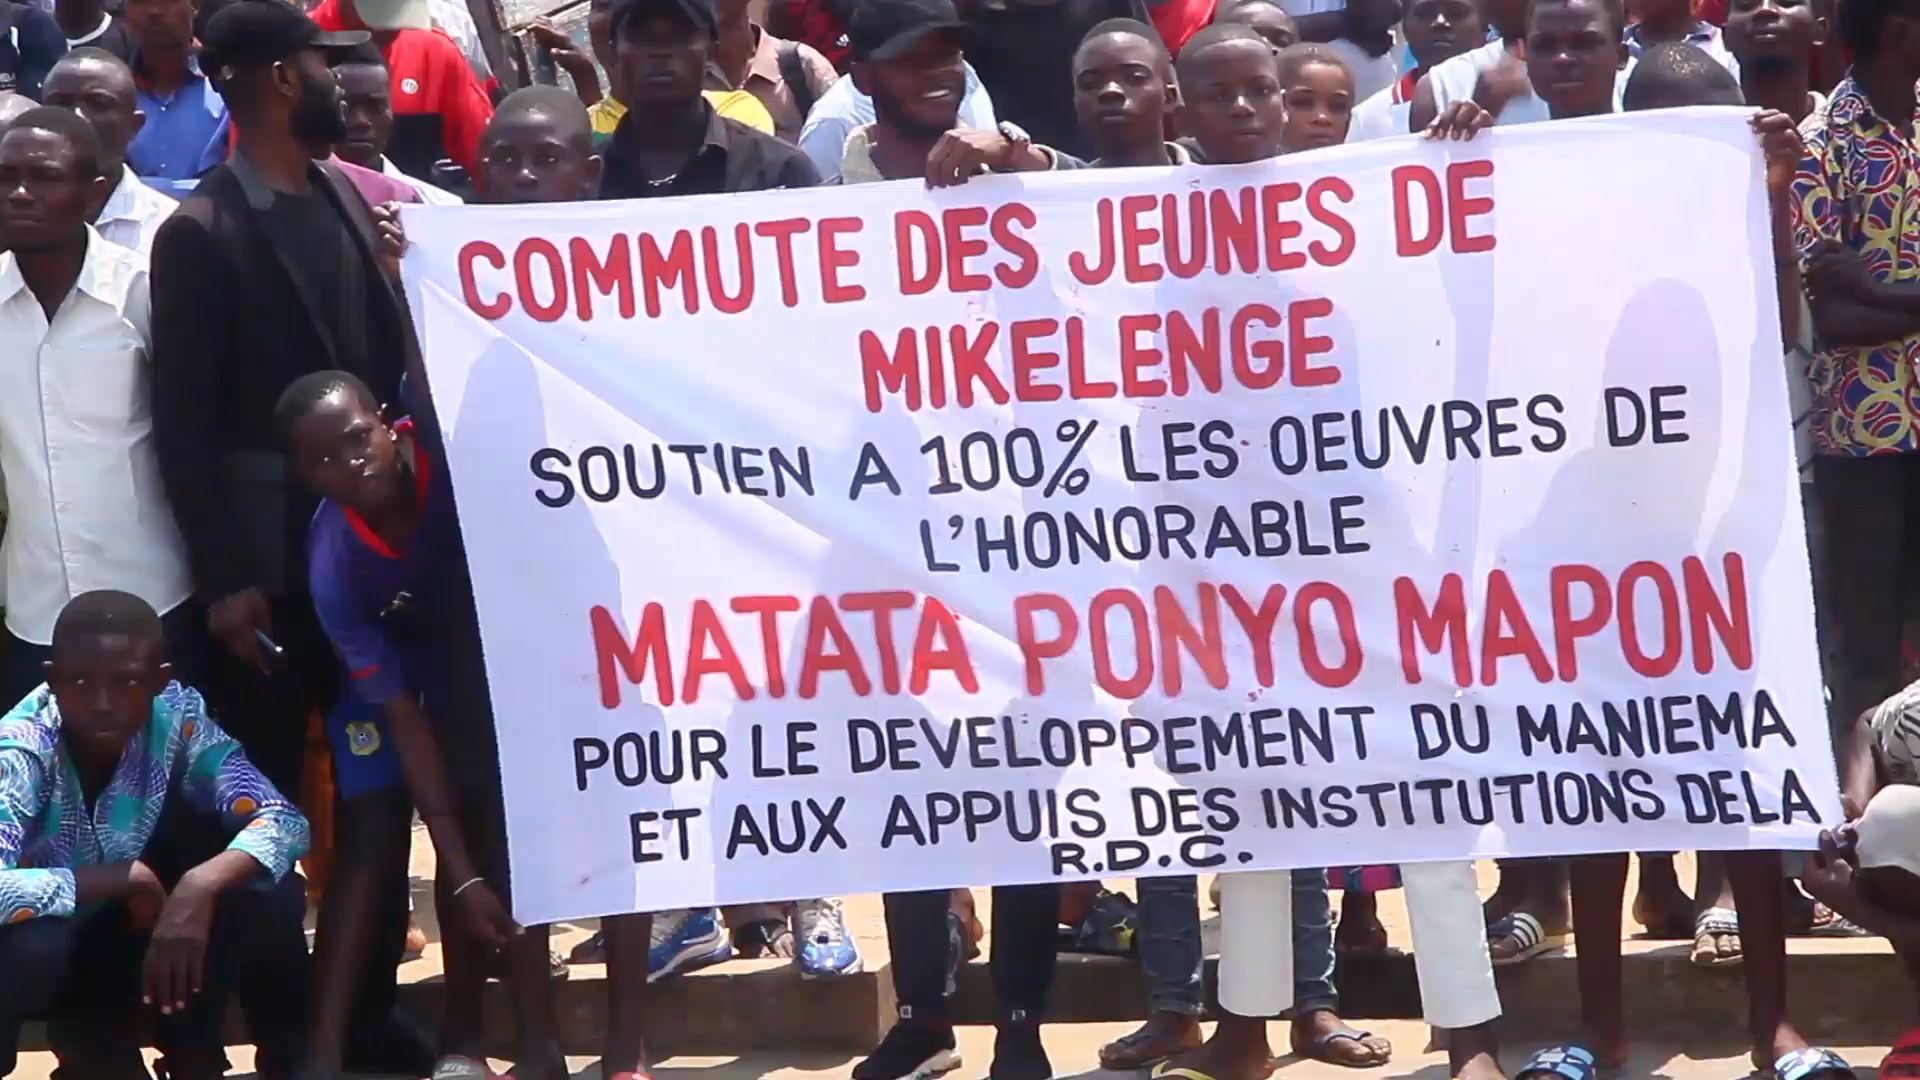 COMMUTE DES JEUNES DE
MIKELENGE
SOUTIEN A 100% LES OEUVRES DE
L'HONORABLE
MATATA PONYO MAPON
POUR LE DEVELOPPEMENT DU MANIEMA
ET AUX APPUIS DES INSTITUTIONS DELA
R.D.C.